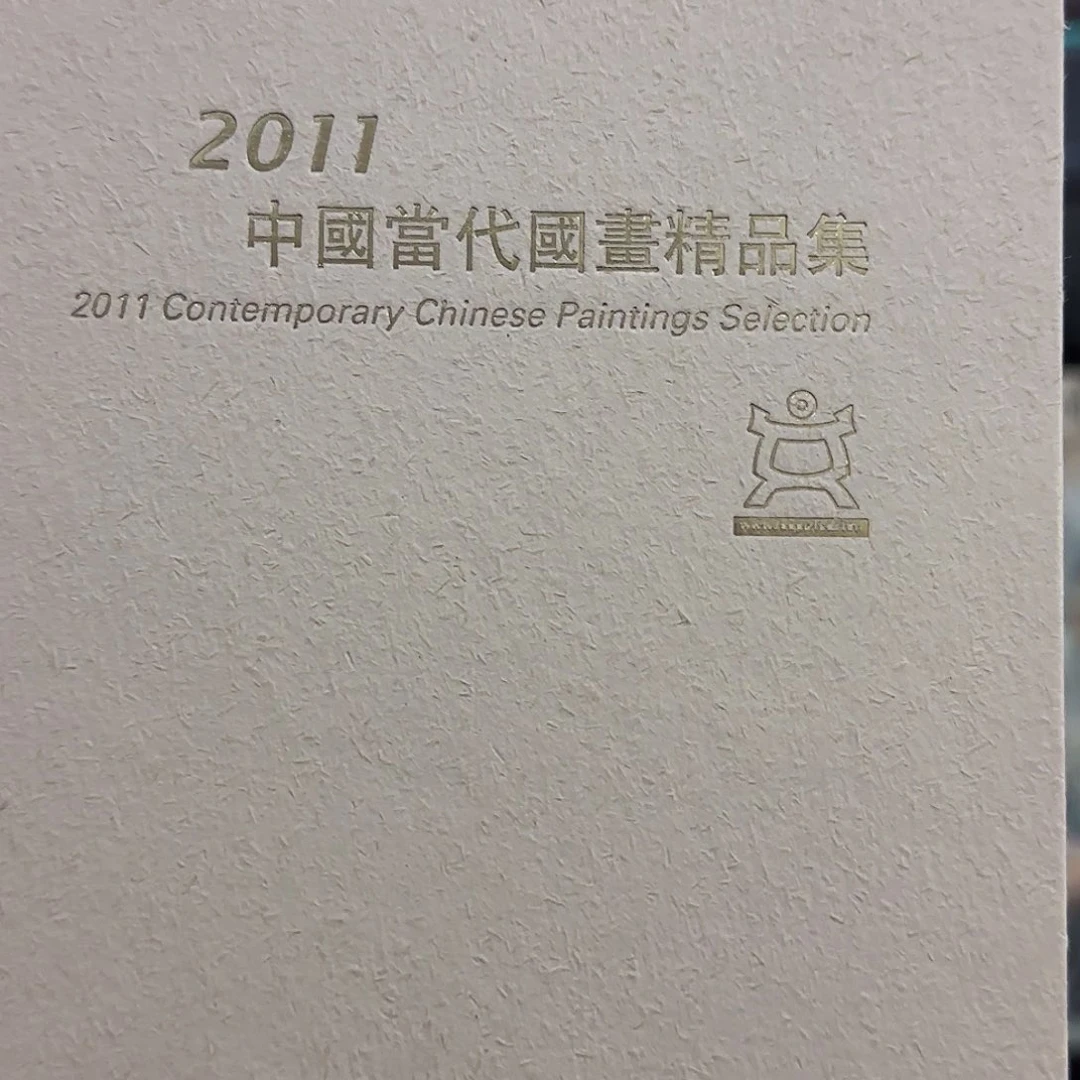 2011
中國當代國畫精品集
2011 Contemporary Chinese Paintings Selection